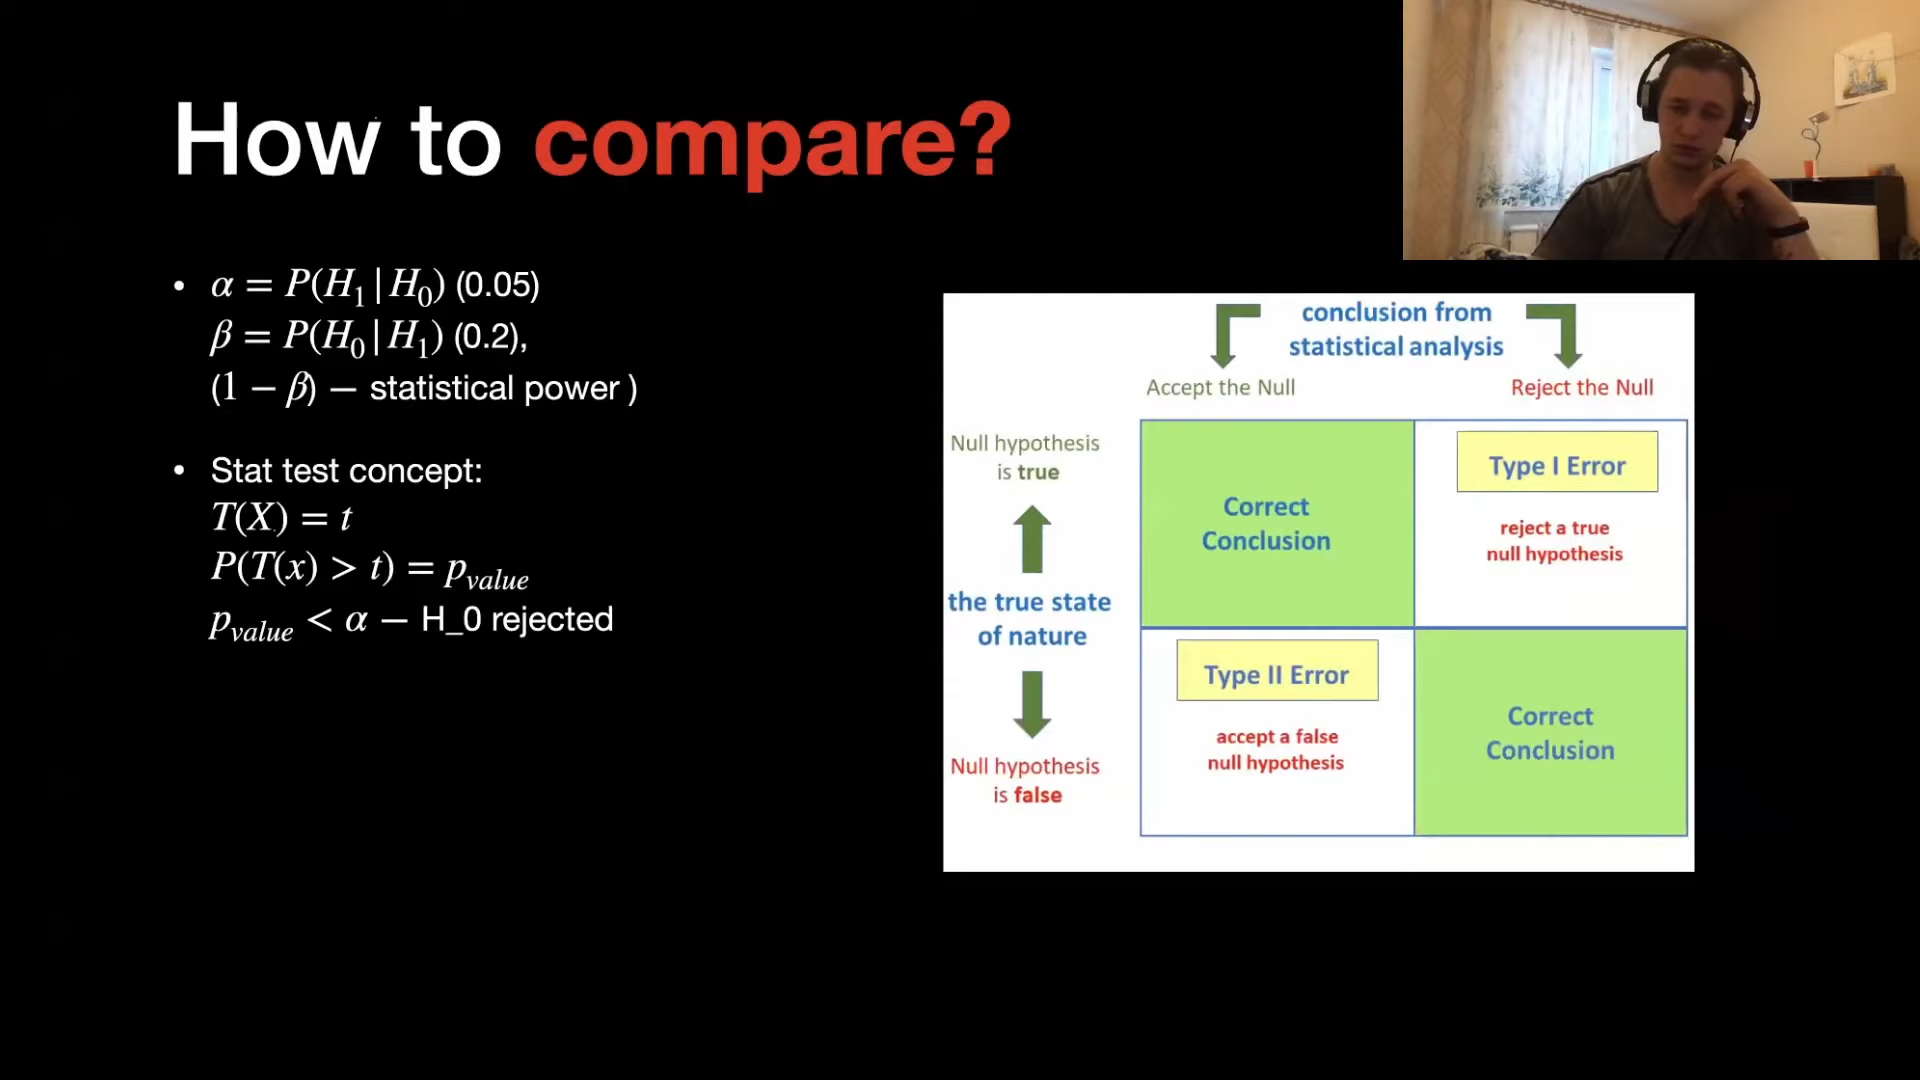 How to compare?
• α = P(H₁|H₀) (0.05)
β = P(H₀|H₁) (0.2),
(1 − β) — statistical power )
• Stat test concept:
T(X) = t
P(T(x) > t) = p_value
p_value < α — H_0 rejected
conclusion from
statistical analysis
Accept the Null
Reject the Null
Null hypothesis
is true
Correct
Conclusion
Type I Error
reject a true
null hypothesis
the true state
of nature
Type II Error
accept a false
null hypothesis
Correct
Conclusion
Null hypothesis
is false